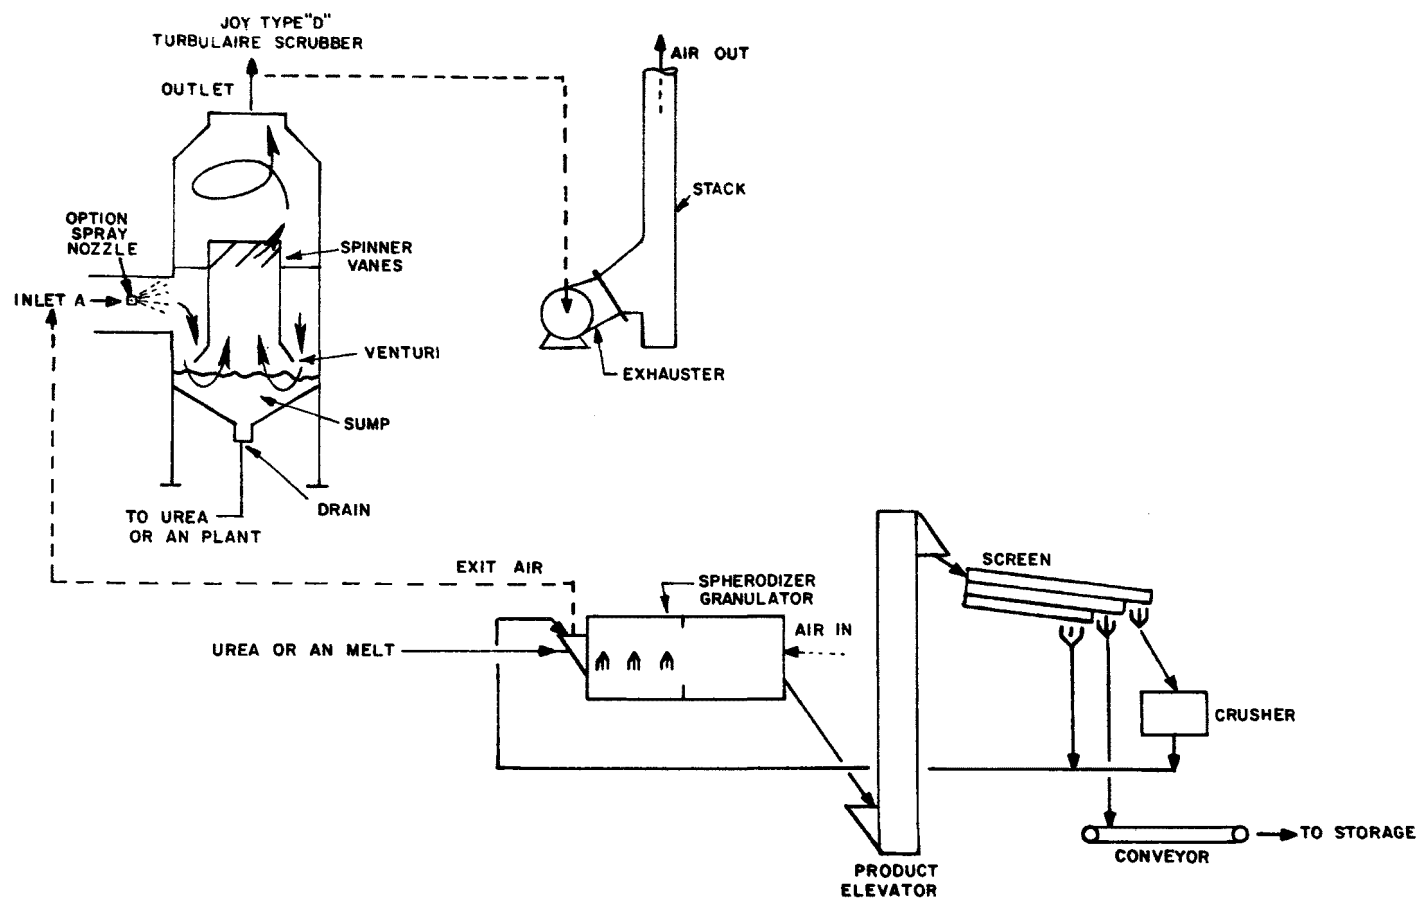 JOY TYPE"D"
TURBULAIRE SCRUBBER
OUTLET
AIR OUT
STACK
OPTION
SPRAY
NOZZLE
SPINNER
VANES
INLET A
VENTURI
EXHAUSTER
SUMP
DRAIN
TO UREA
OR AN PLANT
EXIT AIR
SPHERODIZER
GRANULATOR
SCREEN
AIR IN
UREA OR AN MELT
CRUSHER
TO STORAGE
CONVEYOR
PRODUCT
ELEVATOR